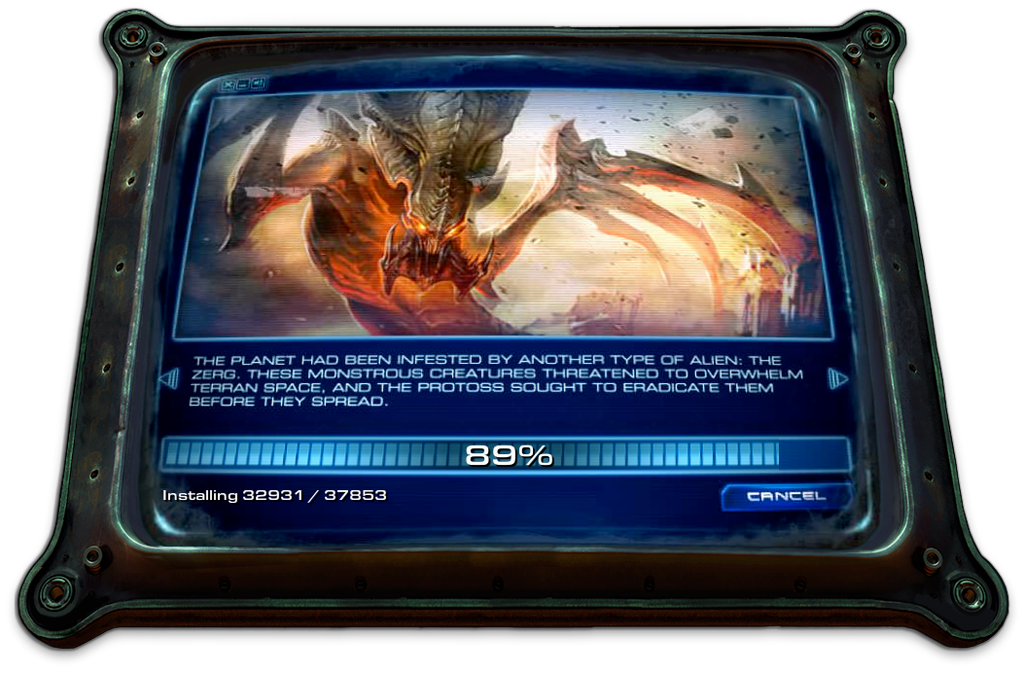 THE PLANET HAD BEEN INFESTED BY ANOTHER TYPE OF ALIEN: THE
ZERG. THESE MONSTROUS CREATURES THREATENED TO OVERWHELM
TERRAN SPACE, AND THE PROTOSS SOUGHT TO ERADICATE THEM
BEFORE THEY SPREAD.
89%
Installing 32931 / 37853
CANCEL